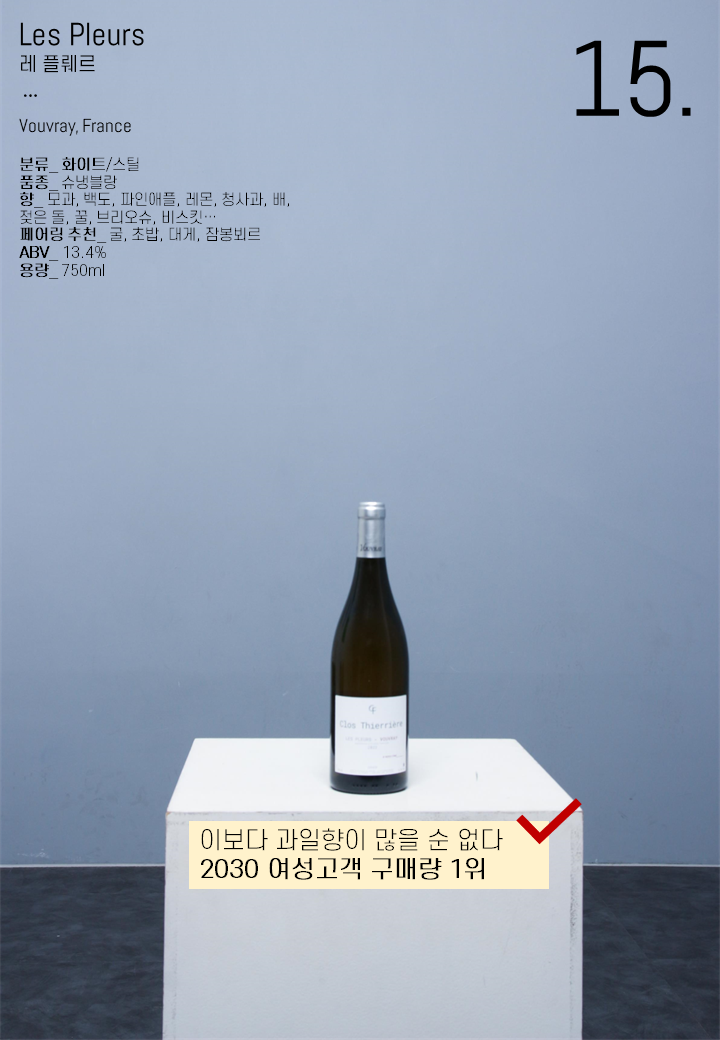 Les Pleurs
레 플뤠르
...
Vouvray, France
분류_ 화이트/스틸
품종_ 슈냉블랑
향_ 모과, 백도, 파인애플, 레몬, 청사과, 배,
젖은 돌, 꿀, 브리오슈, 비스킷…
페어링 추천_ 굴, 초밥, 대게, 잠봉뵈르
ABV_ 13.4%
용량_ 750ml
15.
Clos Thierrière
이보다 과일향이 많을 순 없다
2030 여성고객 구매량 1위